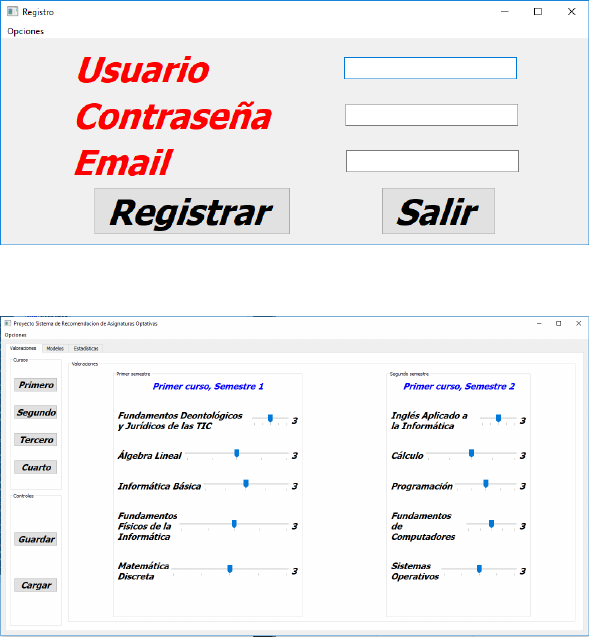 Registro
Opciones
Usuario
Contraseña
Email
Registrar
Salir
Proyecto Sistema de Recomendacion de Asignaturas Optativas
Opciones
Valoraciones
Modelos
Estadísticas
Cursos
Primero
Segundo
Tercero
Cuarto
Controles
Guardar
Cargar
Valoraciones
Primer semestre
Primer curso, Semestre 1
Fundamentos Deontológicos
y Jurídicos de las TIC
3
Álgebra Lineal
3
Informática Básica
3
Fundamentos
Físicos de la
Informática
3
Matemática
Discreta
3
Segundo semestre
Primer curso, Semestre 2
Inglés Aplicado a
la Informática
3
Cálculo
3
Programación
3
Fundamentos
de
Computadores
3
Sistemas
Operativos
3